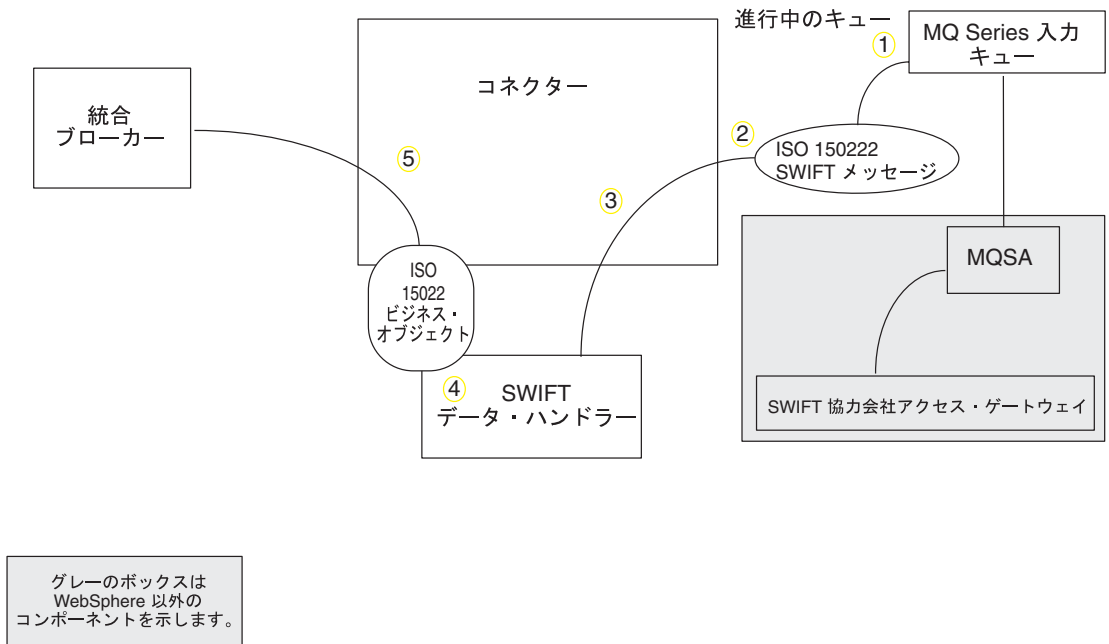 進行中のキュー
①
MQ Series 入力
キュー
コネクター
統合
ブローカー
②
ISO 150222
SWIFT メッセージ
⑤
③
MQSA
ISO
15022
ビジネス・
オブジェクト
④
SWIFT
データ・ハンドラー
SWIFT 協力会社アクセス・ゲートウェイ
グレーのボックスは
WebSphere 以外の
コンポーネントを示します。